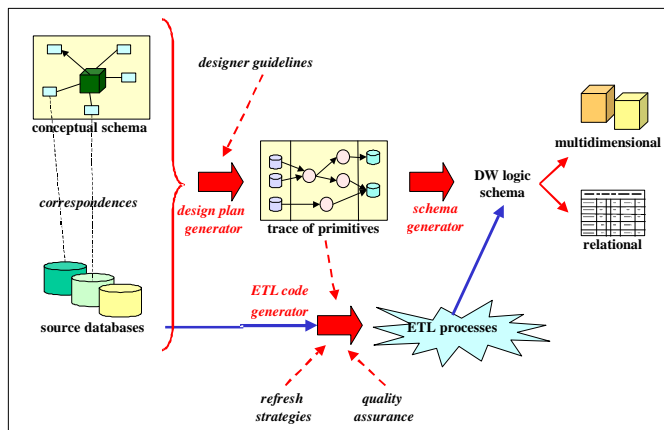 designer guidelines
conceptual schema
multidimensional
DW logic
schema
correspondences
design plan
generator
trace of primitives
schema
generator
relational
ETL code
generator
source databases
ETL processes
refresh
strategies
quality
assurance